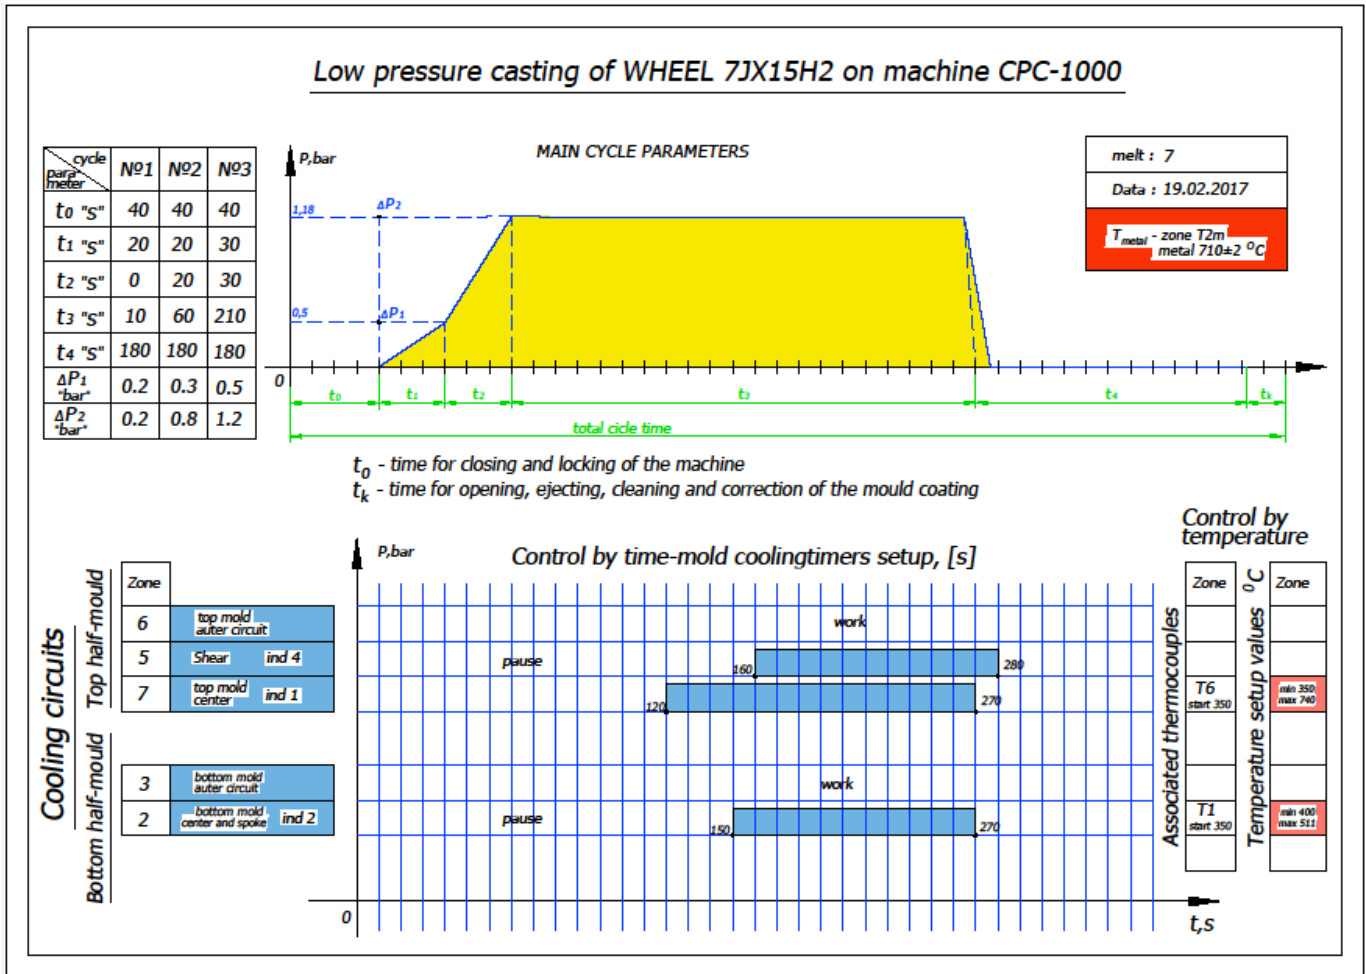 Low pressure casting of WHEEL 7JX15H2 on machine CPC-1000
cycle
para-meter
№1 №2 №3
t0 "s" 40 40 40
t1 "s" 20 20 30
t2 "s" 0 20 30
t3 "s" 10 60 210
t4 "s" 180 180 180
ΔP1 "bar" 0.2 0.3 0.5
ΔP2 "bar" 0.2 0.8 1.2
P,bar
MAIN CYCLE PARAMETERS
1,18 ΔP2
0,5 ΔP1
0
t0 t1 t2 t3 t4 tk
total cicle time
melt : 7
Data : 19.02.2017
Tmetal - zone T2m
metal 710±2 °C
t0 - time for closing and locking of the machine
tk - time for opening, ejecting, cleaning and correction of the mould coating
Control by
temperature
P,bar
Control by time-mold coolingtimers setup, [s]
Cooling circuits
Top half-mould
Bottom half-mould
Zone
6 top mold
auter circuit
5 Shear ind 4
7 top mold
center ind 1
3 bottom mold
auter circuit
2 bottom mold
center and spoke ind 2
work
pause
160 280
120 270
work
pause
150 270
0
t,s
Associated thermocouples
Zone
T6
start 350
T1
start 350
Temperature setup values °C
Zone
min 350
max 740
min 400
max 511